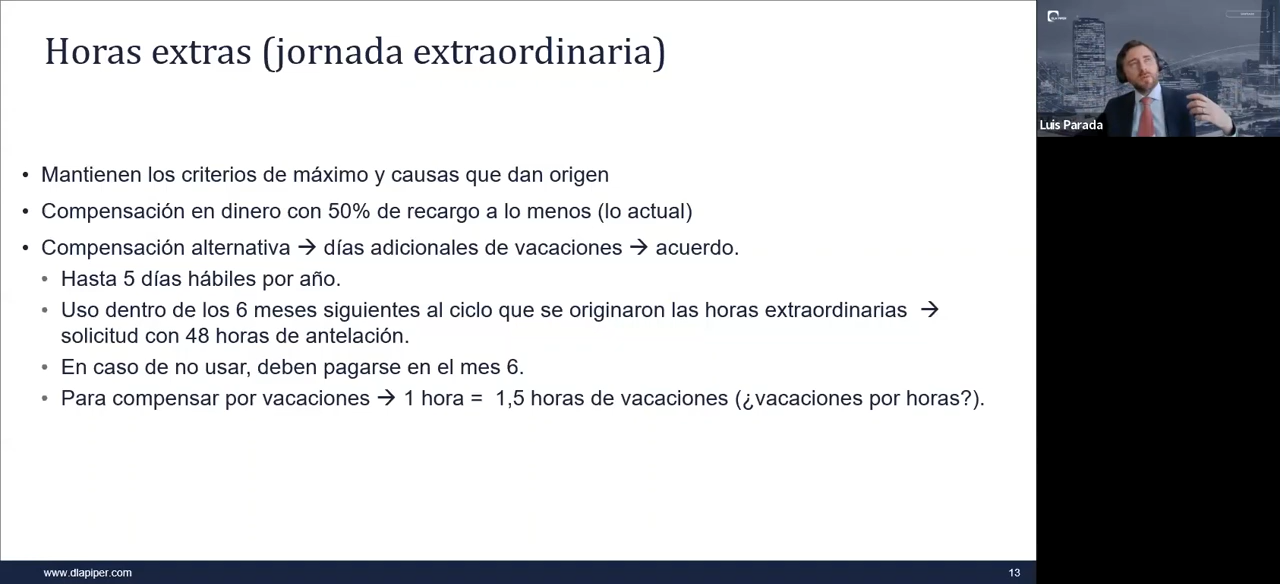 Horas extras (jornada extraordinaria)
• Mantienen los criterios de máximo y causas que dan origen
• Compensación en dinero con 50% de recargo a lo menos (lo actual)
• Compensación alternativa → días adicionales de vacaciones → acuerdo.
• Hasta 5 días hábiles por año.
• Uso dentro de los 6 meses siguientes al ciclo que se originaron las horas extraordinarias →
solicitud con 48 horas de antelación.
• En caso de no usar, deben pagarse en el mes 6.
• Para compensar por vacaciones → 1 hora = 1,5 horas de vacaciones (¿vacaciones por horas?).
www.dlapiper.com
13
Luis Parada